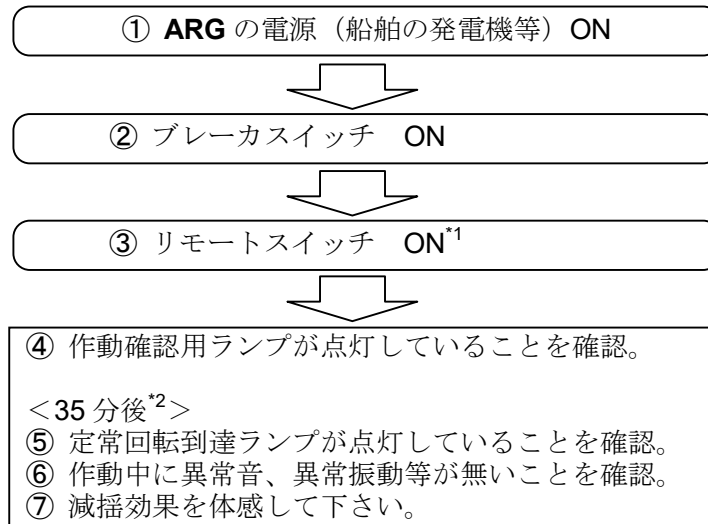 ① ARG の電源（船舶の発電機等）ON
② ブレーカスイッチ　ON
③ リモートスイッチ　ON*1
④ 作動確認用ランプが点灯していることを確認。
＜35 分後*2＞
⑤ 定常回転到達ランプが点灯していることを確認。
⑥ 作動中に異常音、異常振動等が無いことを確認。
⑦ 減揺効果を体感して下さい。